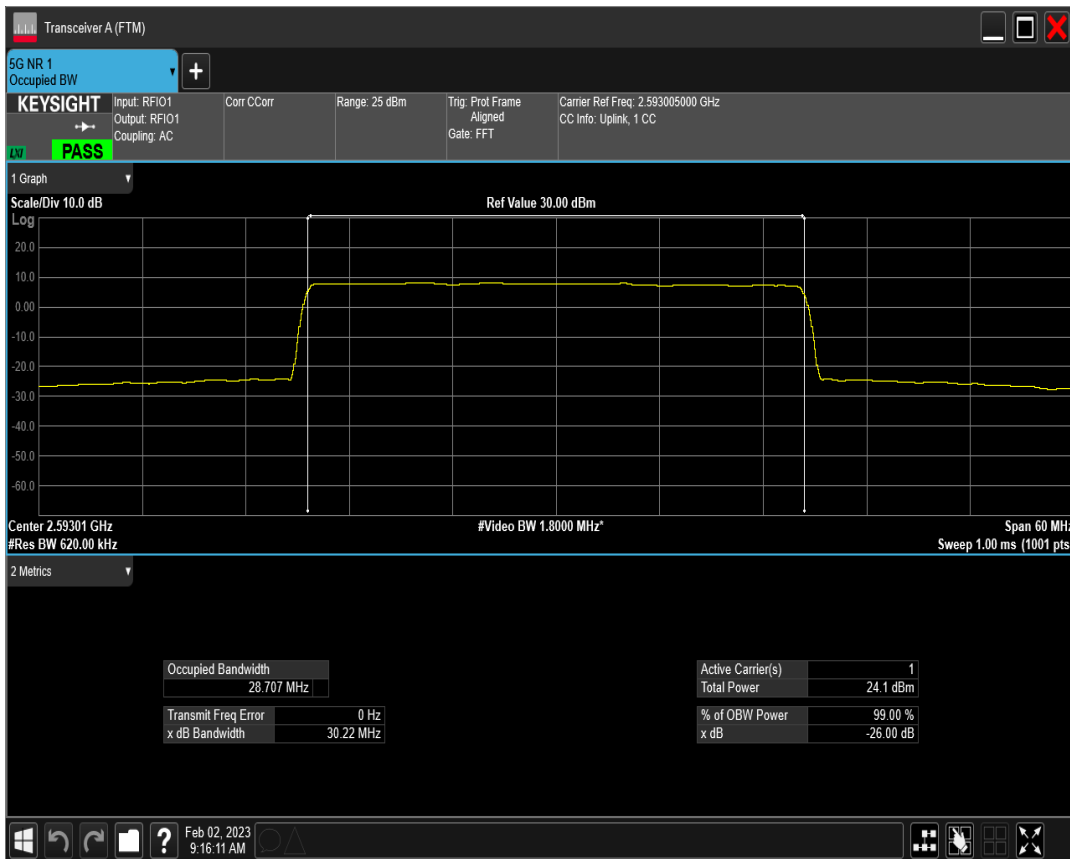 Transceiver A (FTM)
5G NR 1
Occupied BW
+
KEYSIGHT
Input: RFIO1
Output: RFIO1
Coupling: AC
Corr CCorr
Range: 25 dBm
Trig: Prot Frame
Aligned
Gate: FFT
Carrier Ref Freq: 2.593005000 GHz
CC Info: Uplink, 1 CC
LXI
PASS
1 Graph
Scale/Div 10.0 dB
Ref Value 30.00 dBm
Log
20.0
10.0
0.00
-10.0
-20.0
-30.0
-40.0
-50.0
-60.0
Center 2.59301 GHz
#Video BW 1.8000 MHz*
Span 60 MHz
#Res BW 620.00 kHz
Sweep 1.00 ms (1001 pts
2 Metrics
Occupied Bandwidth
28.707 MHz
Transmit Freq Error 0 Hz
x dB Bandwidth 30.22 MHz
Active Carrier(s) 1
Total Power 24.1 dBm
% of OBW Power 99.00 %
x dB -26.00 dB
?
Feb 02, 2023
9:16:11 AM